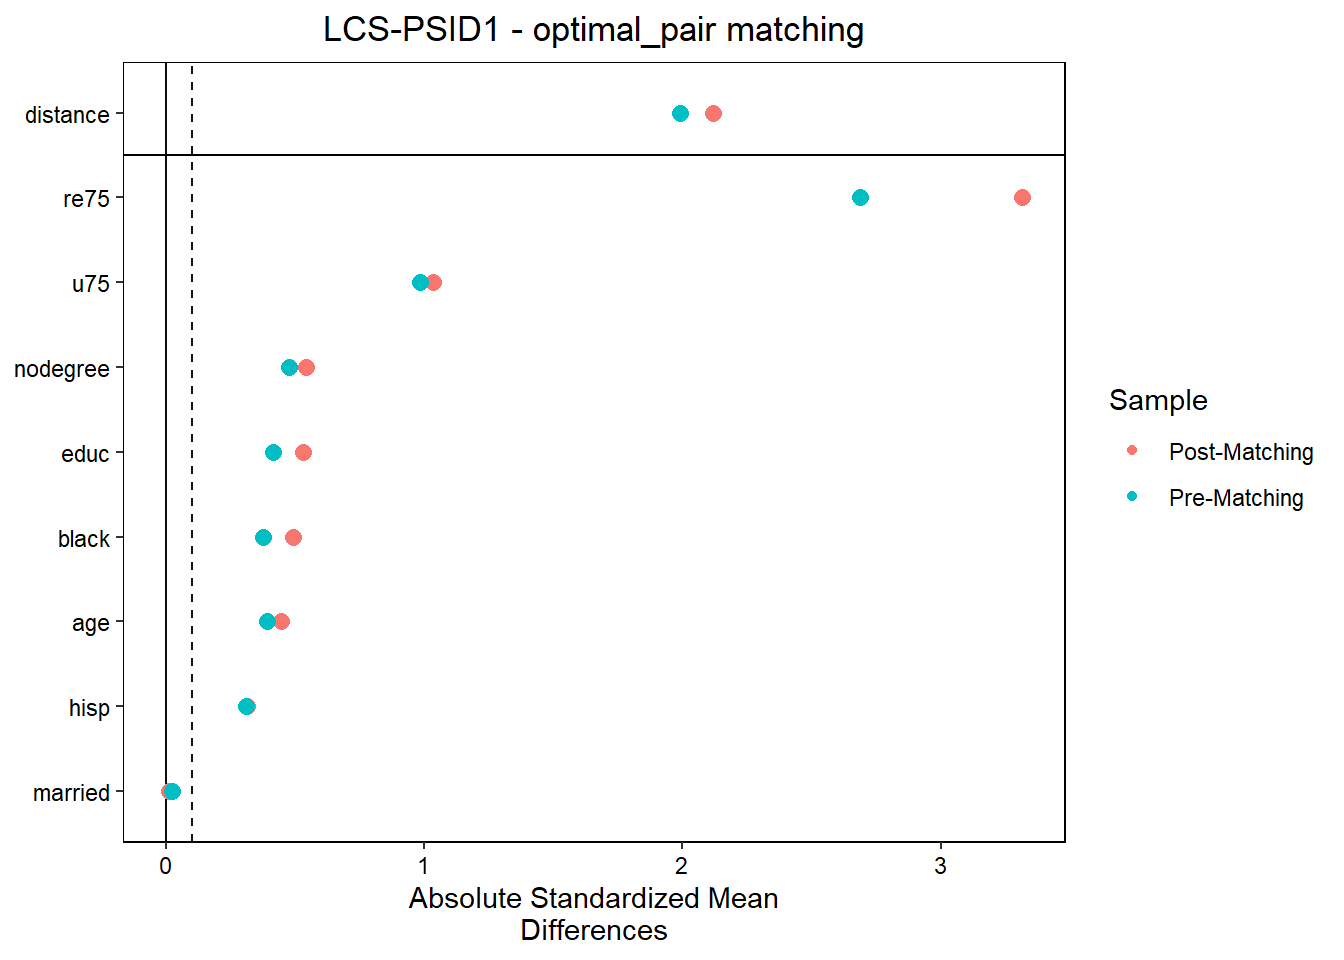 LCS-PSID1 - optimal_pair matching
distance
re75
u75
nodegree
educ
black
age
hisp
married
0 1 2 3
Absolute Standardized Mean
Differences
Sample
Post-Matching
Pre-Matching